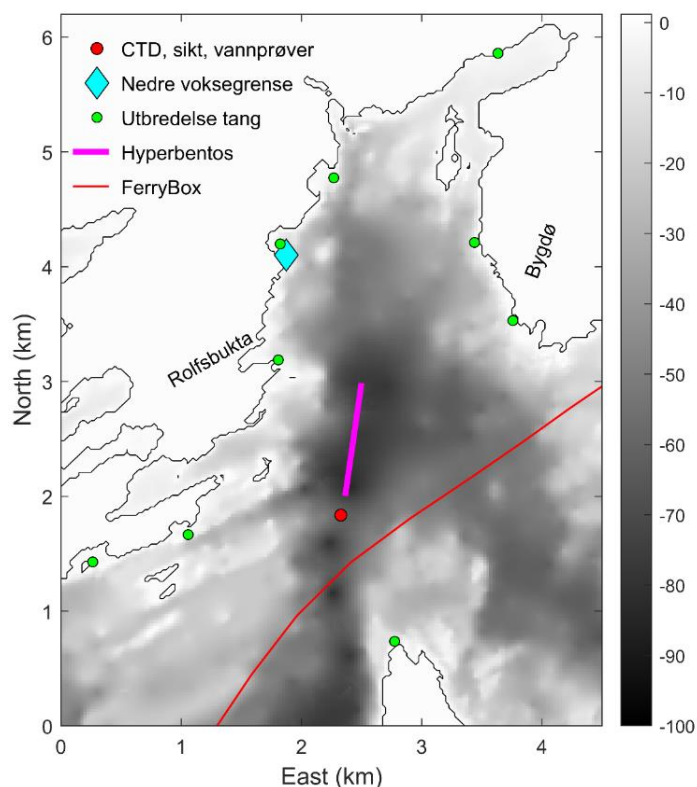 CTD, sikt, vannprøver
Nedre voksegrense
Utbredelse tang
Hyperbentos
FerryBox
Bygdø
Rolfsbukta
North (km)
6
5
4
3
2
1
0
0 1 2 3 4
East (km)
0
-10
-20
-30
-40
-50
-60
-70
-80
-90
-100